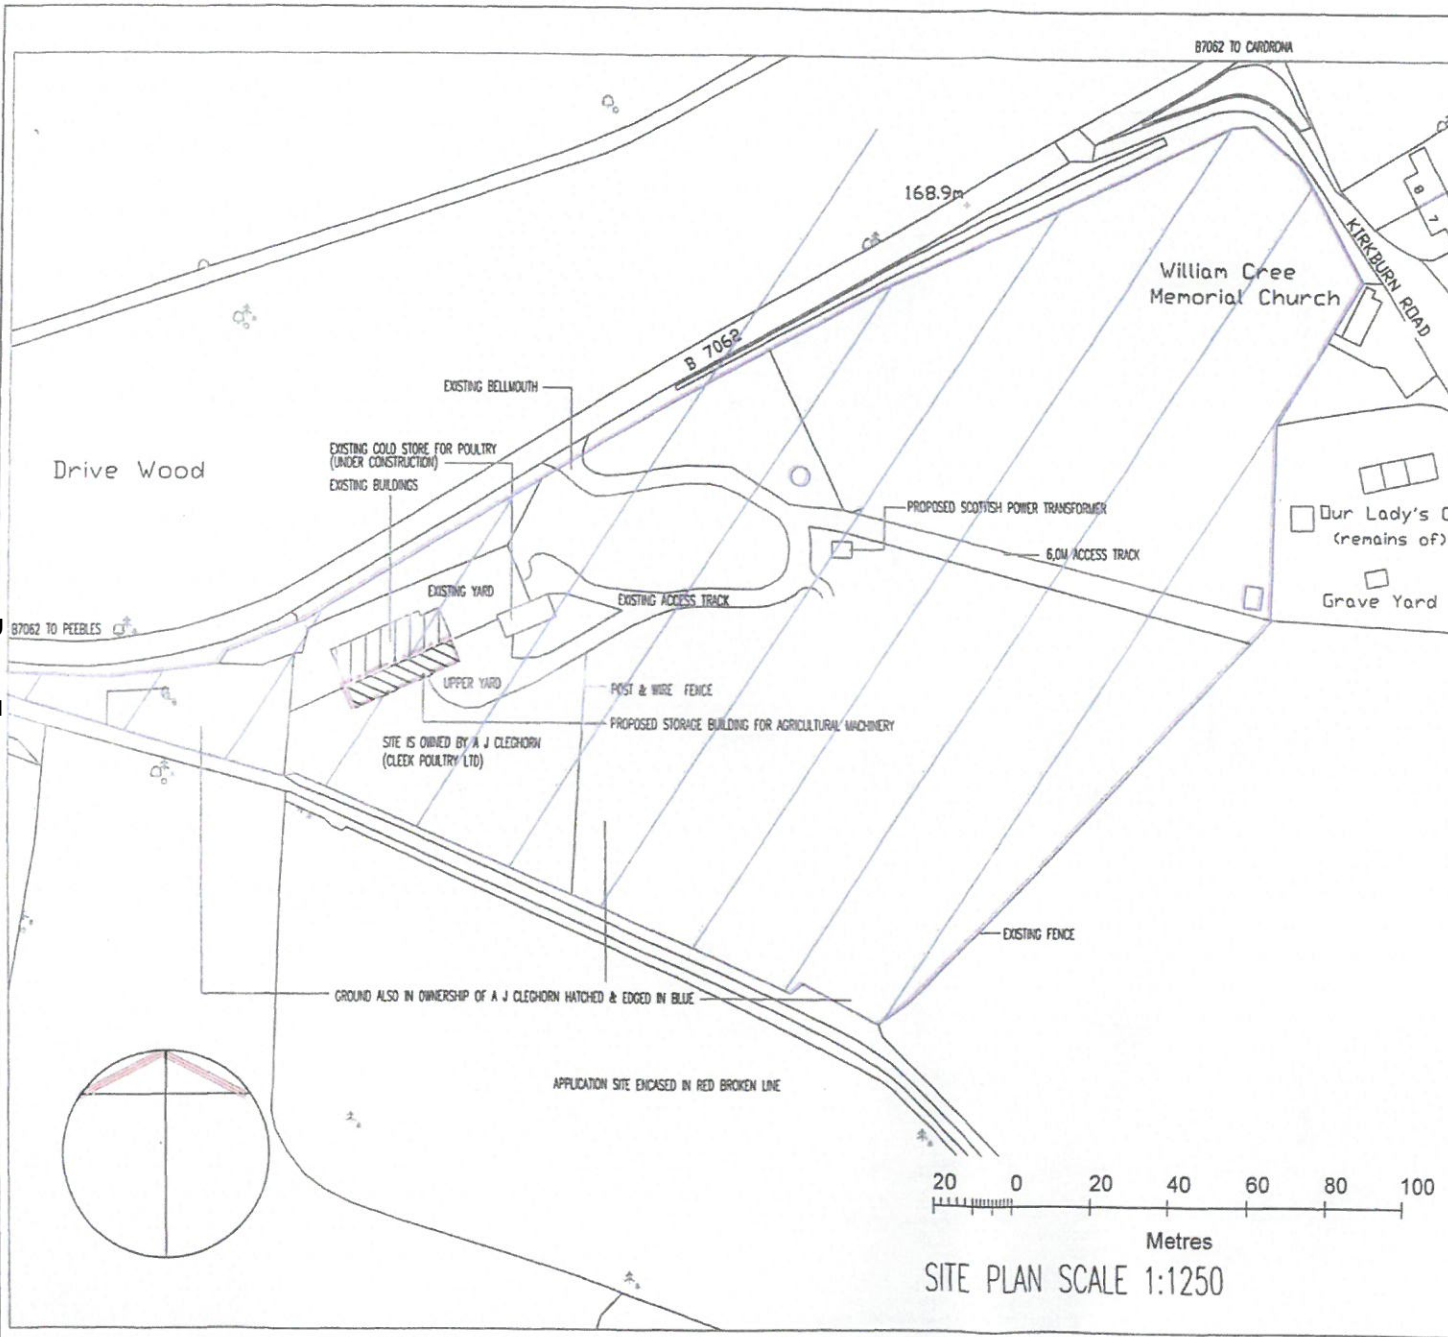 B7062 TO CARDRONA
168.9m
8
7
KIRKBURN ROAD
William Cree
Memorial Church
B 7062
EXISTING BELLMOUTH
EXISTING COLD STORE FOR POULTRY
(UNDER CONSTRUCTION)
EXISTING BUILDINGS
Drive Wood
PROPOSED SCOTTISH POWER TRANSFORMER
Our Lady's
(remains of)
6.0M ACCESS TRACK
EXISTING YARD
EXISTING ACCESS TRACK
Grave Yard
B7062 TO PEEBLES
UPPER YARD
POST & WIRE FENCE
PROPOSED STORAGE BUILDING FOR AGRICULTURAL MACHINERY
SITE IS OWNED BY A J CLEGHORN
(CLEEK POULTRY LTD)
EXISTING FENCE
GROUND ALSO IN OWNERSHIP OF A J CLEGHORN HATCHED & EDGED IN BLUE
APPLICATION SITE ENCASED IN RED BROKEN LINE
20 0 20 40 60 80 100
Metres
SITE PLAN SCALE 1:1250